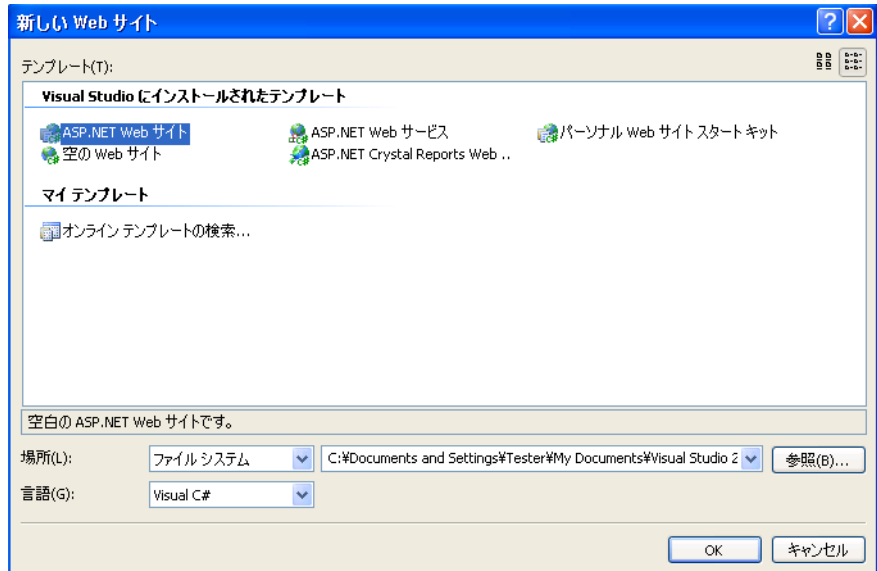 新しい Web サイト
テンプレート(T):
Visual Studio にインストールされたテンプレート
ASP.NET Web サイト
ASP.NET Web サービス
パーソナル Web サイト スタート キット
空の Web サイト
ASP.NET Crystal Reports Web ..
マイ テンプレート
オンライン テンプレートの検索...
空白の ASP.NET Web サイトです。
場所(L):
ファイル システム
C:¥Documents and Settings¥Tester¥My Documents¥Visual Studio 2
参照(B)...
言語(G):
Visual C#
OK
キャンセル